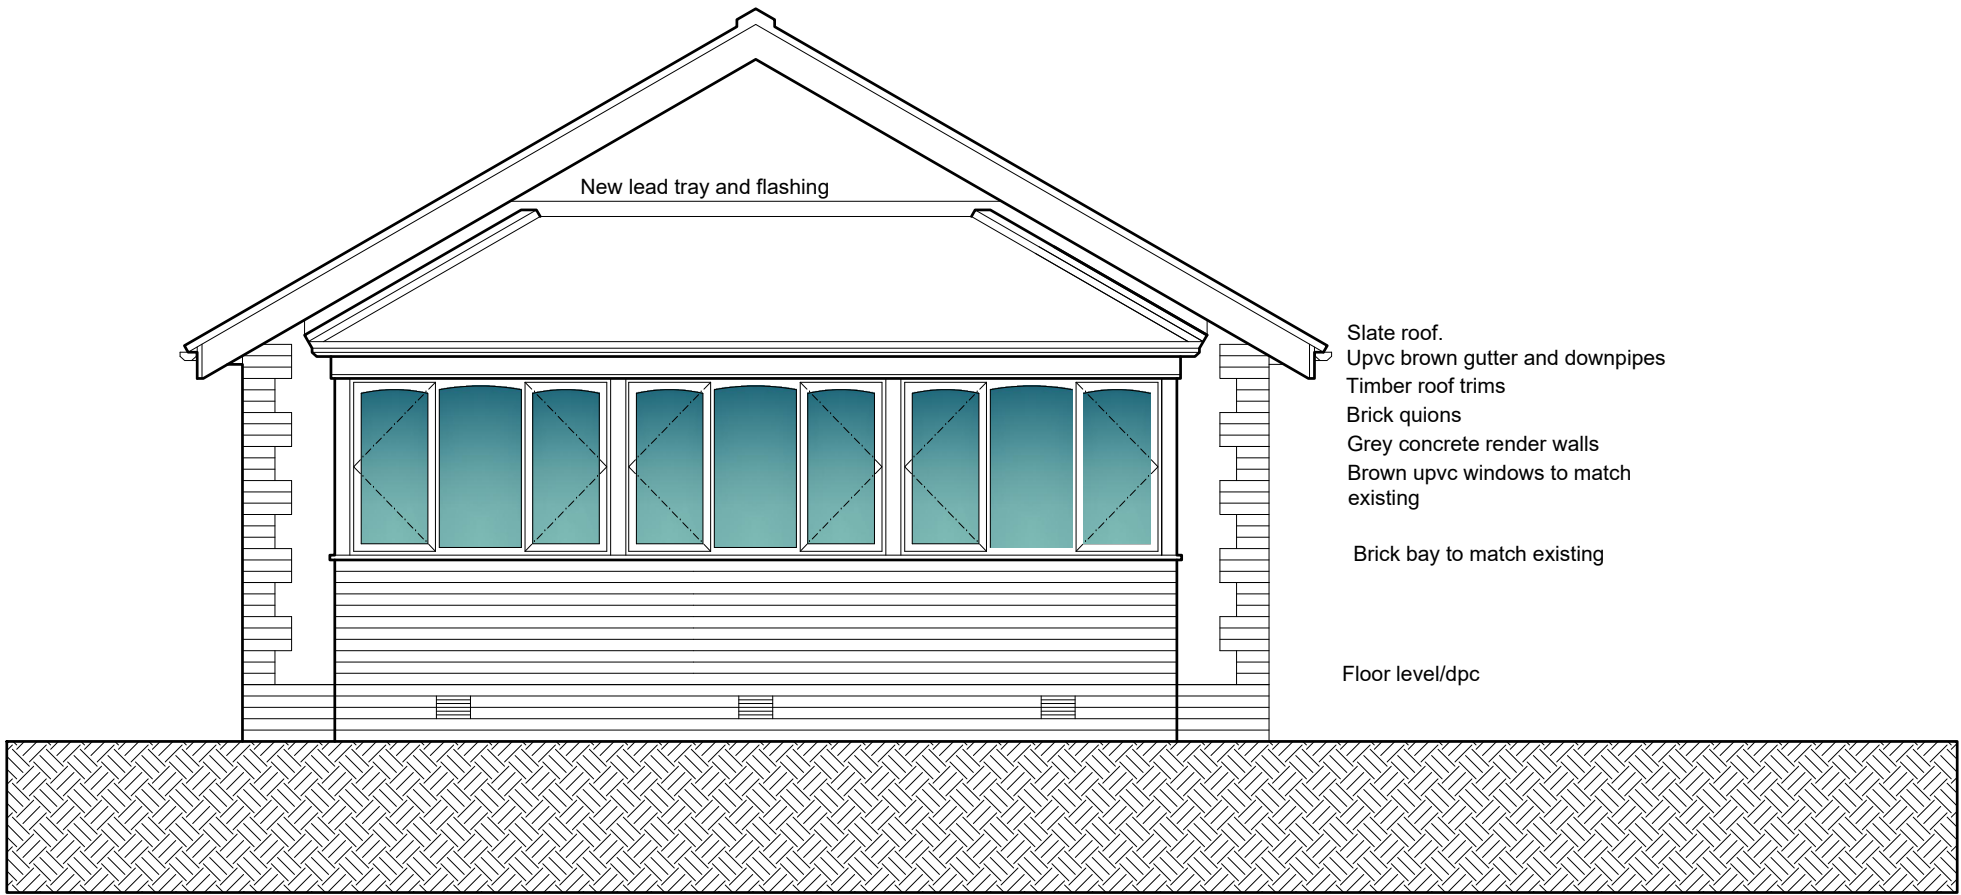 New lead tray and flashing
Slate roof.
Upvc brown gutter and downpipes
Timber roof trims
Brick quions
Grey concrete render walls
Brown upvc windows to match
existing
Brick bay to match existing
Floor level/dpc